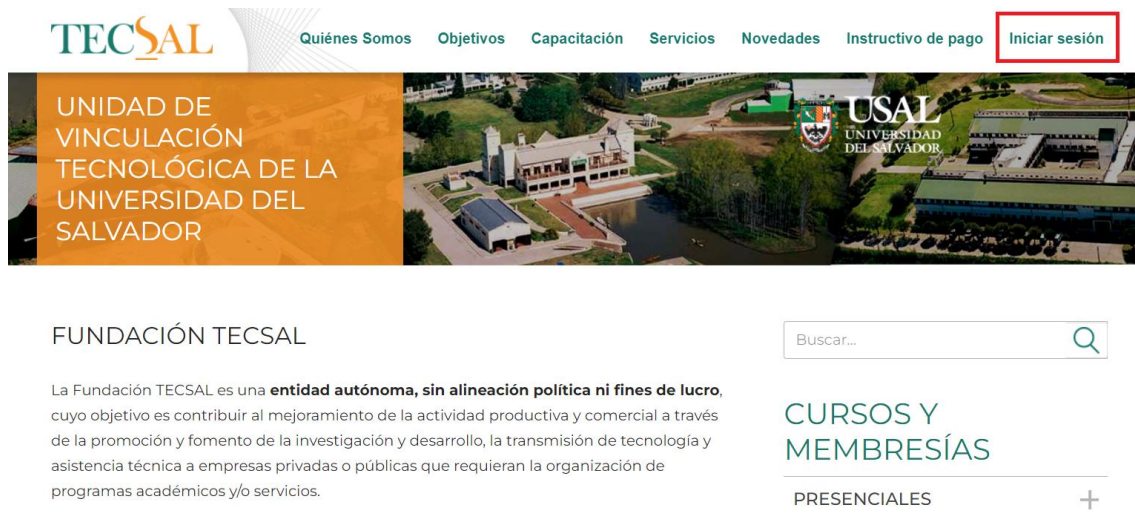 TECSAL
Quiénes Somos Objetivos Capacitación Servicios Novedades Instructivo de pago Iniciar sesión
UNIDAD DE
VINCULACIÓN
TECNOLÓGICA DE LA
UNIVERSIDAD DEL
SALVADOR
USAL
UNIVERSIDAD
DEL SALVADOR
FUNDACIÓN TECSAL
La Fundación TECSAL es una entidad autónoma, sin alineación política ni fines de lucro,
cuyo objetivo es contribuir al mejoramiento de la actividad productiva y comercial a través
de la promoción y fomento de la investigación y desarrollo, la transmisión de tecnología y
asistencia técnica a empresas privadas o públicas que requieran la organización de
programas académicos y/o servicios.
Buscar...
CURSOS Y
MEMBRESÍAS
PRESENCIALES +